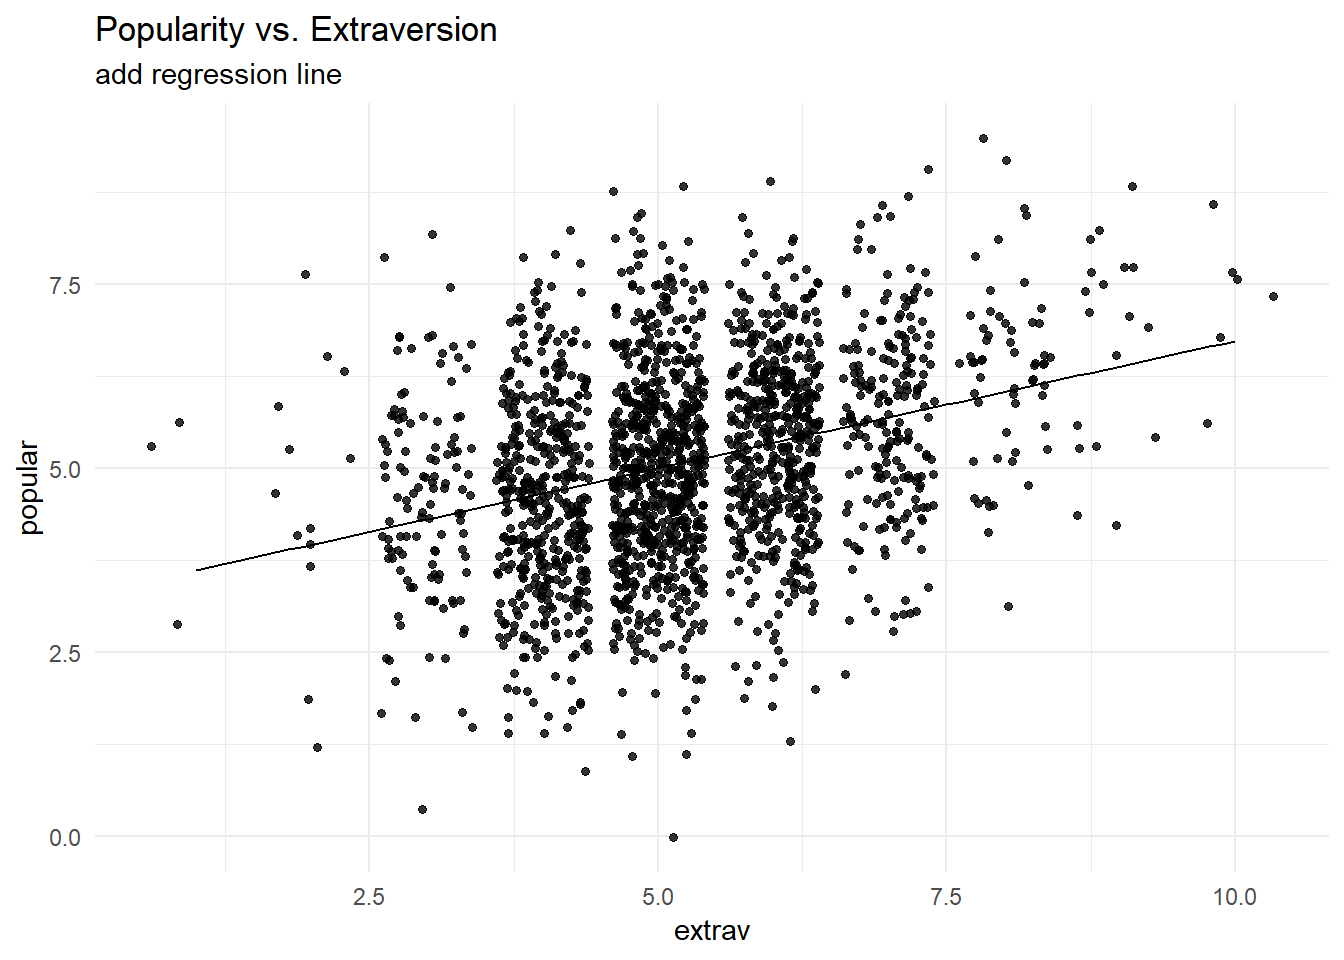 Popularity vs. Extraversion
add regression line
popular
7.5
5.0
2.5
0.0
2.5 5.0 7.5 10.0
extrav